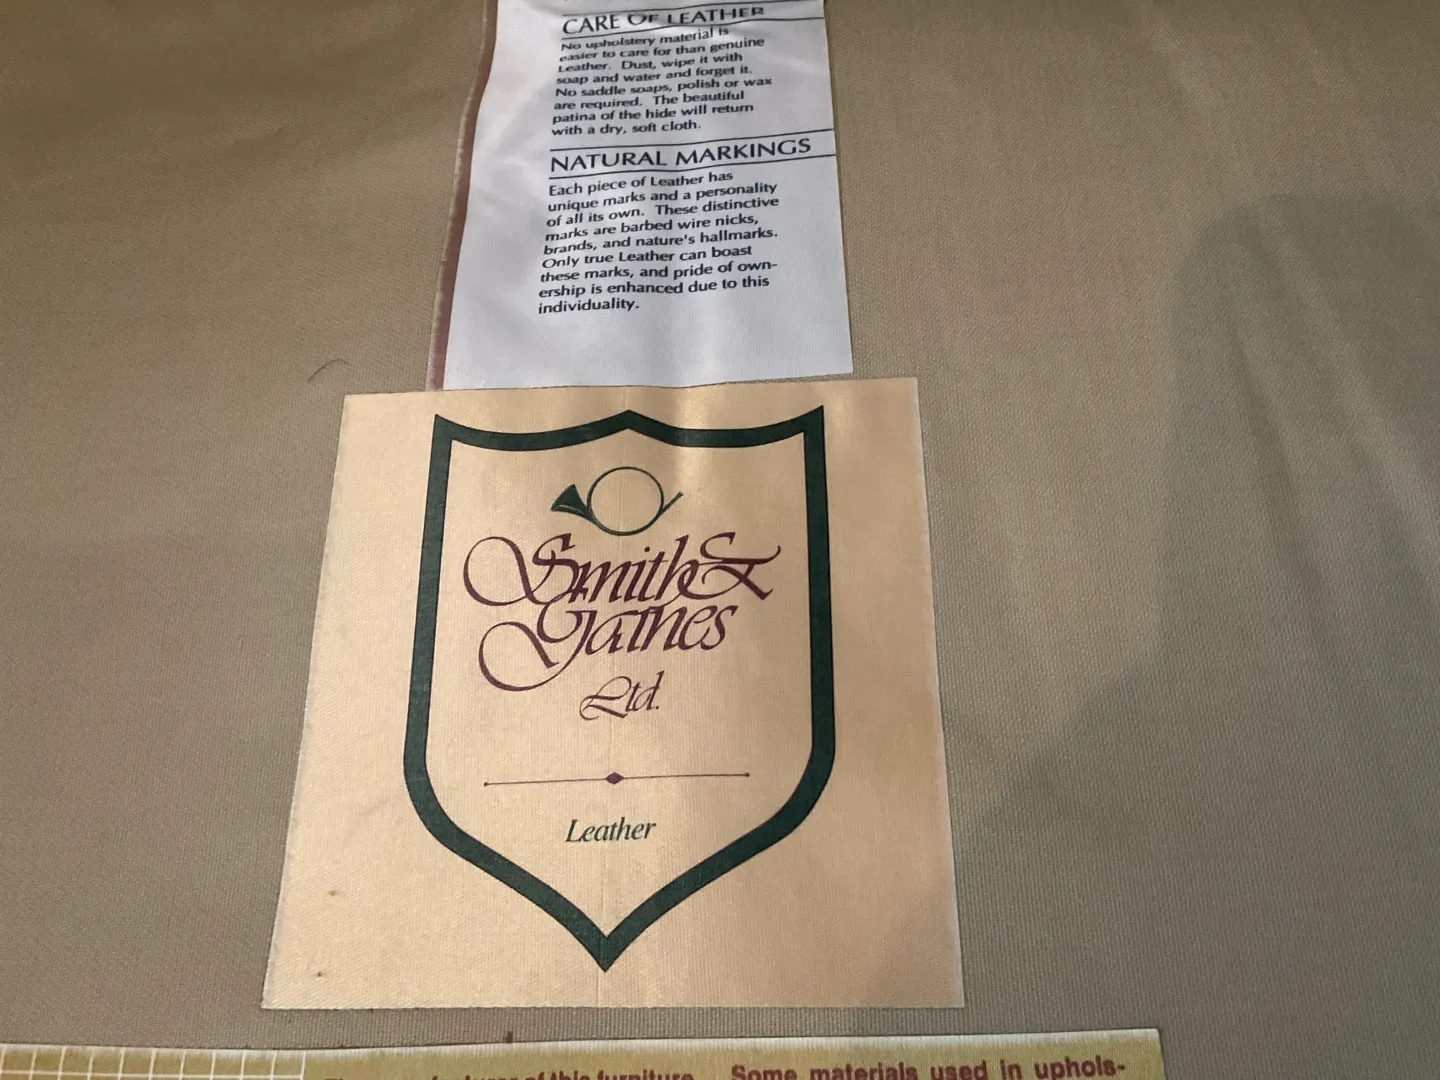 CARE OF LEATHER
No upholstery material is
easier to care for than genuine
Leather. Dust, wipe it with
soap and water and forget it.
No saddle soaps, polish or wax
are required. The beautiful
patina of the hide will return
with a dry, soft cloth.
NATURAL MARKINGS
Each piece of Leather has
unique marks and a personality
of all its own. These distinctive
marks are barbed wire nicks,
brands, and nature's hallmarks.
Only true Leather can boast
these marks, and pride of own-
ership is enhanced due to this
individuality.
Smith &
Gaines
Ltd.
Leather
of this furniture
Some materials used in uphols-